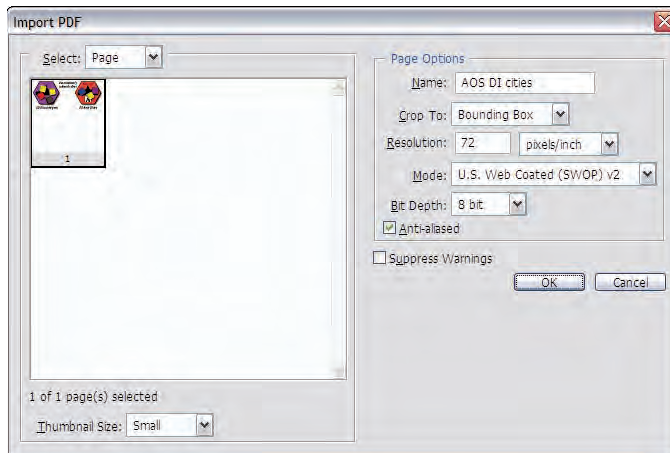 Import PDF
Select: Page
1
1 of 1 page(s) selected
Thumbnail Size: Small
Page Options
Name: AOS DI cities
Crop To: Bounding Box
Resolution: 72 pixels/inch
Mode: U.S. Web Coated (SWOP) v2
Bit Depth: 8 bit
Anti-aliased
Suppress Warnings
OK Cancel